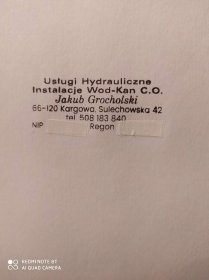 Usługi Hydrauliczne
Instalacje Wod-Kan C.O.
Jakub Grocholski
66-120 Kargowa, Sulechowska 42
tel. 508 183 840
NIP Regon
REDMI NOTE 8T
AI QUAD CAMERA